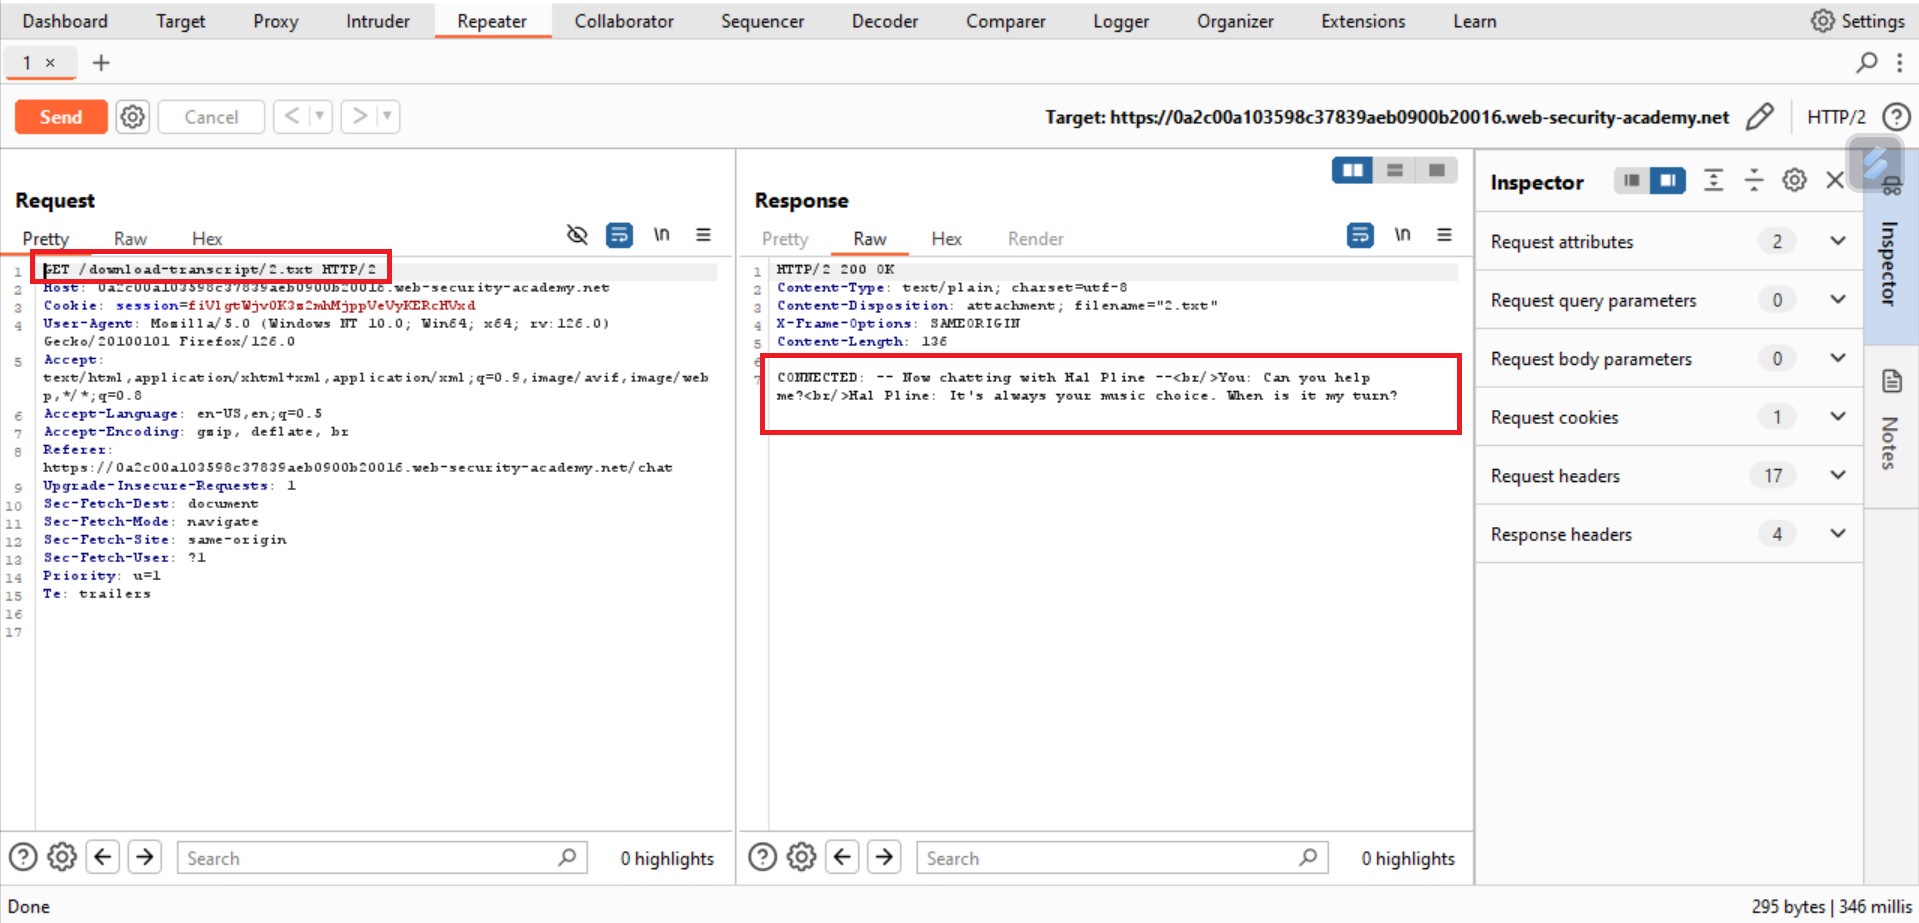 Dashboard Target Proxy Intruder Repeater Collaborator Sequencer Decoder Comparer Logger Organizer Extensions Learn Settings
1 × +
Send Cancel < > Target: https://0a2c00a103598c37839aeb0900b20016.web-security-academy.net HTTP/2
Request
Pretty Raw Hex \n
1 GET /download-transcript/2.txt HTTP/2
2 Host: 0a2c00a103598c37839aeb0900b20016.web-security-academy.net
3 Cookie: session=
4 User-Agent: Mozilla/5.0 (Windows NT 10.0; Win64; x64; rv:126.0)
Gecko/20100101 Firefox/126.0
5 Accept:
text/html,application/xhtml+xml,application/xml;q=0.9,image/avif,image/web
p,*/*;q=0.8
6 Accept-Language: en-US,en;q=0.5
7 Accept-Encoding: gzip, deflate, br
8 Referer:
https://0a2c00a103598c37839aeb0900b20016.web-security-academy.net/chat
9 Upgrade-Insecure-Requests: 1
10 Sec-Fetch-Dest: document
11 Sec-Fetch-Mode: navigate
12 Sec-Fetch-Site: same-origin
13 Sec-Fetch-User: ?1
14 Priority: u=1
15 Te: trailers
16
17
Search 0 highlights
Response
Pretty Raw Hex Render \n
1 HTTP/2 200 OK
2 Content-Type: text/plain; charset=utf-8
3 Content-Disposition: attachment; filename="2.txt"
4 X-Frame-Options: SAMEORIGIN
5 Content-Length: 136
6
7 CONNECTED: -- Now chatting with Hal Pline --<br/>You: Can you help
me?<br/>Hal Pline: It's always your music choice. When is it my turn?
Search 0 highlights
Inspector
Request attributes 2
Request query parameters 0
Request body parameters 0
Request cookies 1
Request headers 17
Response headers 4
Inspector
Notes
Done 295 bytes | 346 millis